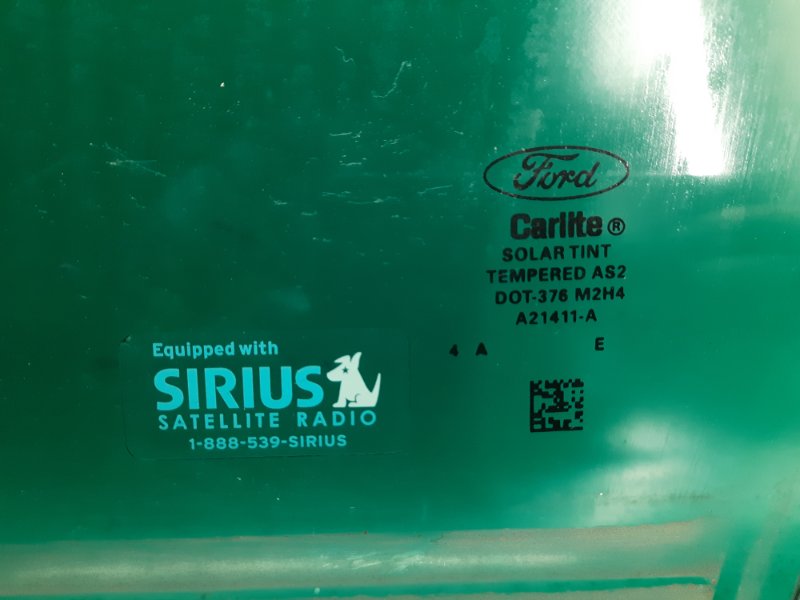 Ford
Carlite®
SOLAR TINT
TEMPERED AS2
DOT-376 M2H4
A21411-A
4 A E
Equipped with
SIRIUS
SATELLITE RADIO
1-888-539-SIRIUS